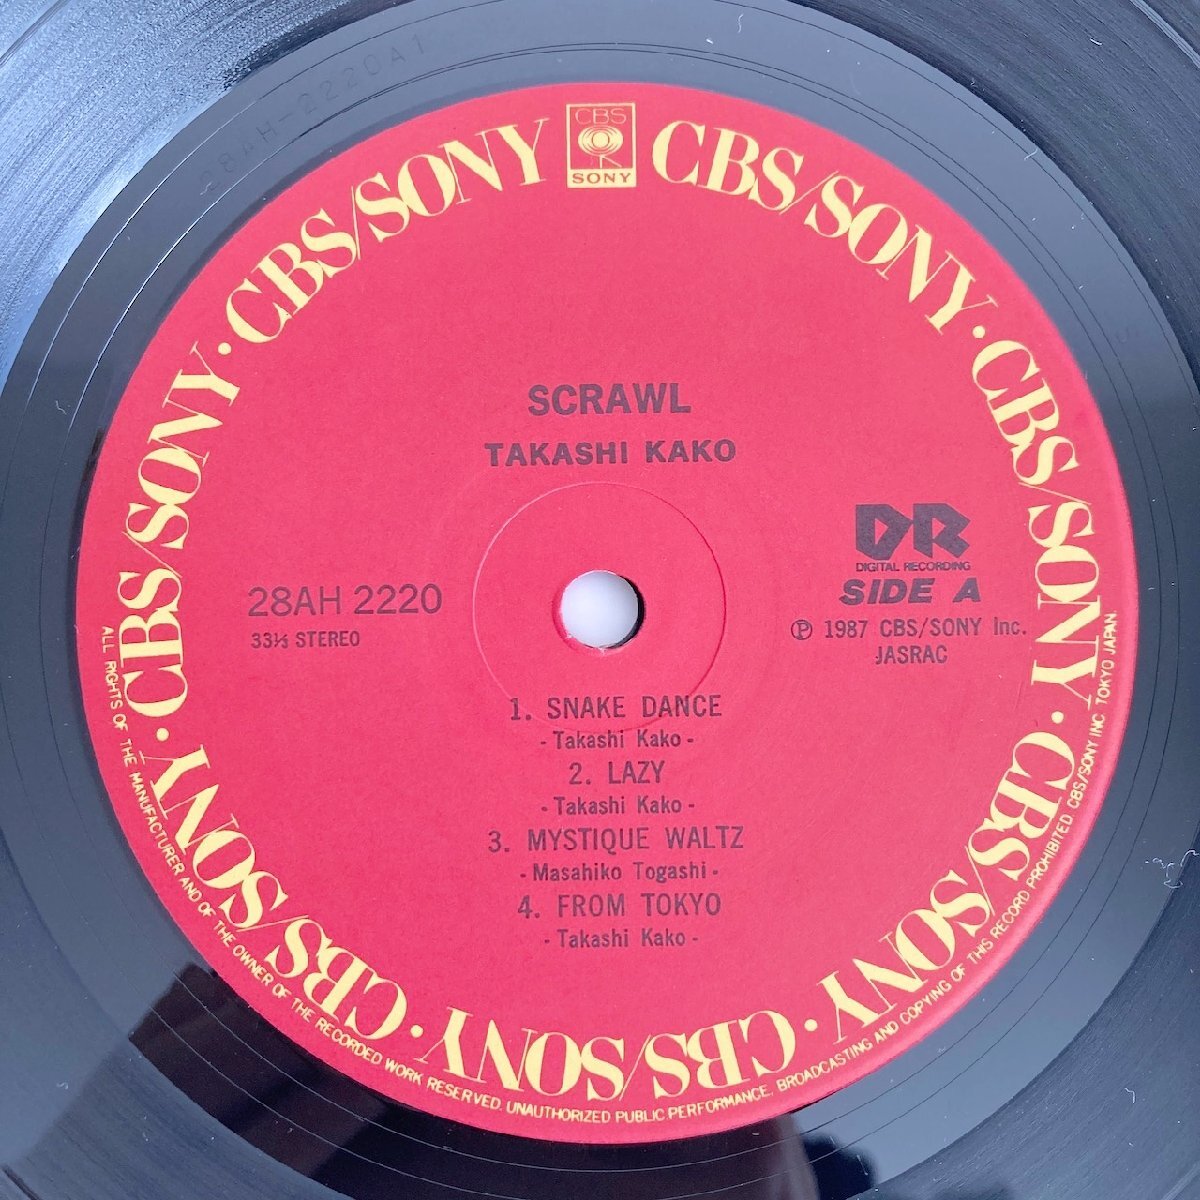 28AH-2220A1
CBS
SONY
CBS/SONY · CBS/SONY · CBS/SONY · CBS/SONY · CBS/SONY · CBS/SONY · CBS/SONY · CBS/SONY
SCRAWL
TAKASHI KAKO
DR
DIGITAL RECORDING
SIDE A
28AH 2220
33⅓ STEREO
Ⓟ 1987 CBS/SONY Inc.
JASRAC
1. SNAKE DANCE
- Takashi Kako -
2. LAZY
- Takashi Kako -
3. MYSTIQUE WALTZ
- Masahiko Togashi -
4. FROM TOKYO
- Takashi Kako -
ALL RIGHTS OF THE MANUFACTURER AND OF THE OWNER OF THE RECORDED WORK RESERVED. UNAUTHORIZED PUBLIC PERFORMANCE, BROADCASTING AND COPYING OF THIS RECORD PROHIBITED. CBS/SONY INC TOKYO JAPAN.